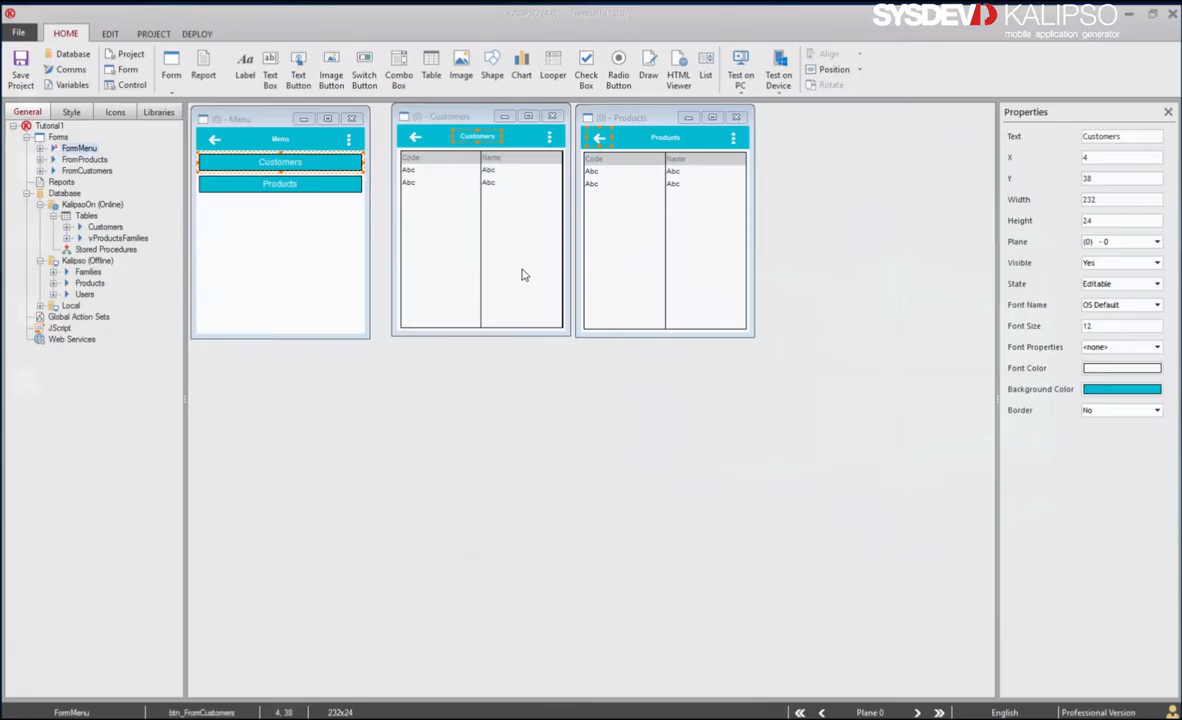 SYSDEV KALIPSO
mobile application generator
File HOME EDIT PROJECT DEPLOY
Save Project
Database
Comms
Variables
Project
Form
Control
Form
Report
Label
Text Box
Text Button
Image Button
Switch Button
Combo Box
Table
Image
Shape
Chart
Looper
Check Box
Radio Button
Draw
HTML Viewer
List
Test on PC
Test on Device
Align
Position
Rotate
General Style Icons Libraries
Tutorial1
Forms
FormMenu
FromProducts
FromCustomers
Reports
Database
KalipsoOn (Online)
Tables
Customers
vProductsFamilies
Stored Procedures
Kalipso (Offline)
Families
Products
Users
Local
Global Action Sets
JScript
Web Services
(0) - Menu
Menu
Customers
Products
(0) - Customers
Customers
Code Name
Abc Abc
Abc Abc
(0) - Products
Products
Code Name
Abc Abc
Abc Abc
Properties
Text Customers
X 4
Y 38
Width 232
Height 24
Plane (0) - 0
Visible Yes
State Editable
Font Name OS Default
Font Size 12
Font Properties <none>
Font Color
Background Color
Border No
FormMenu btn_FromCustomers 4, 38 232x24 Plane 0 English Professional Version